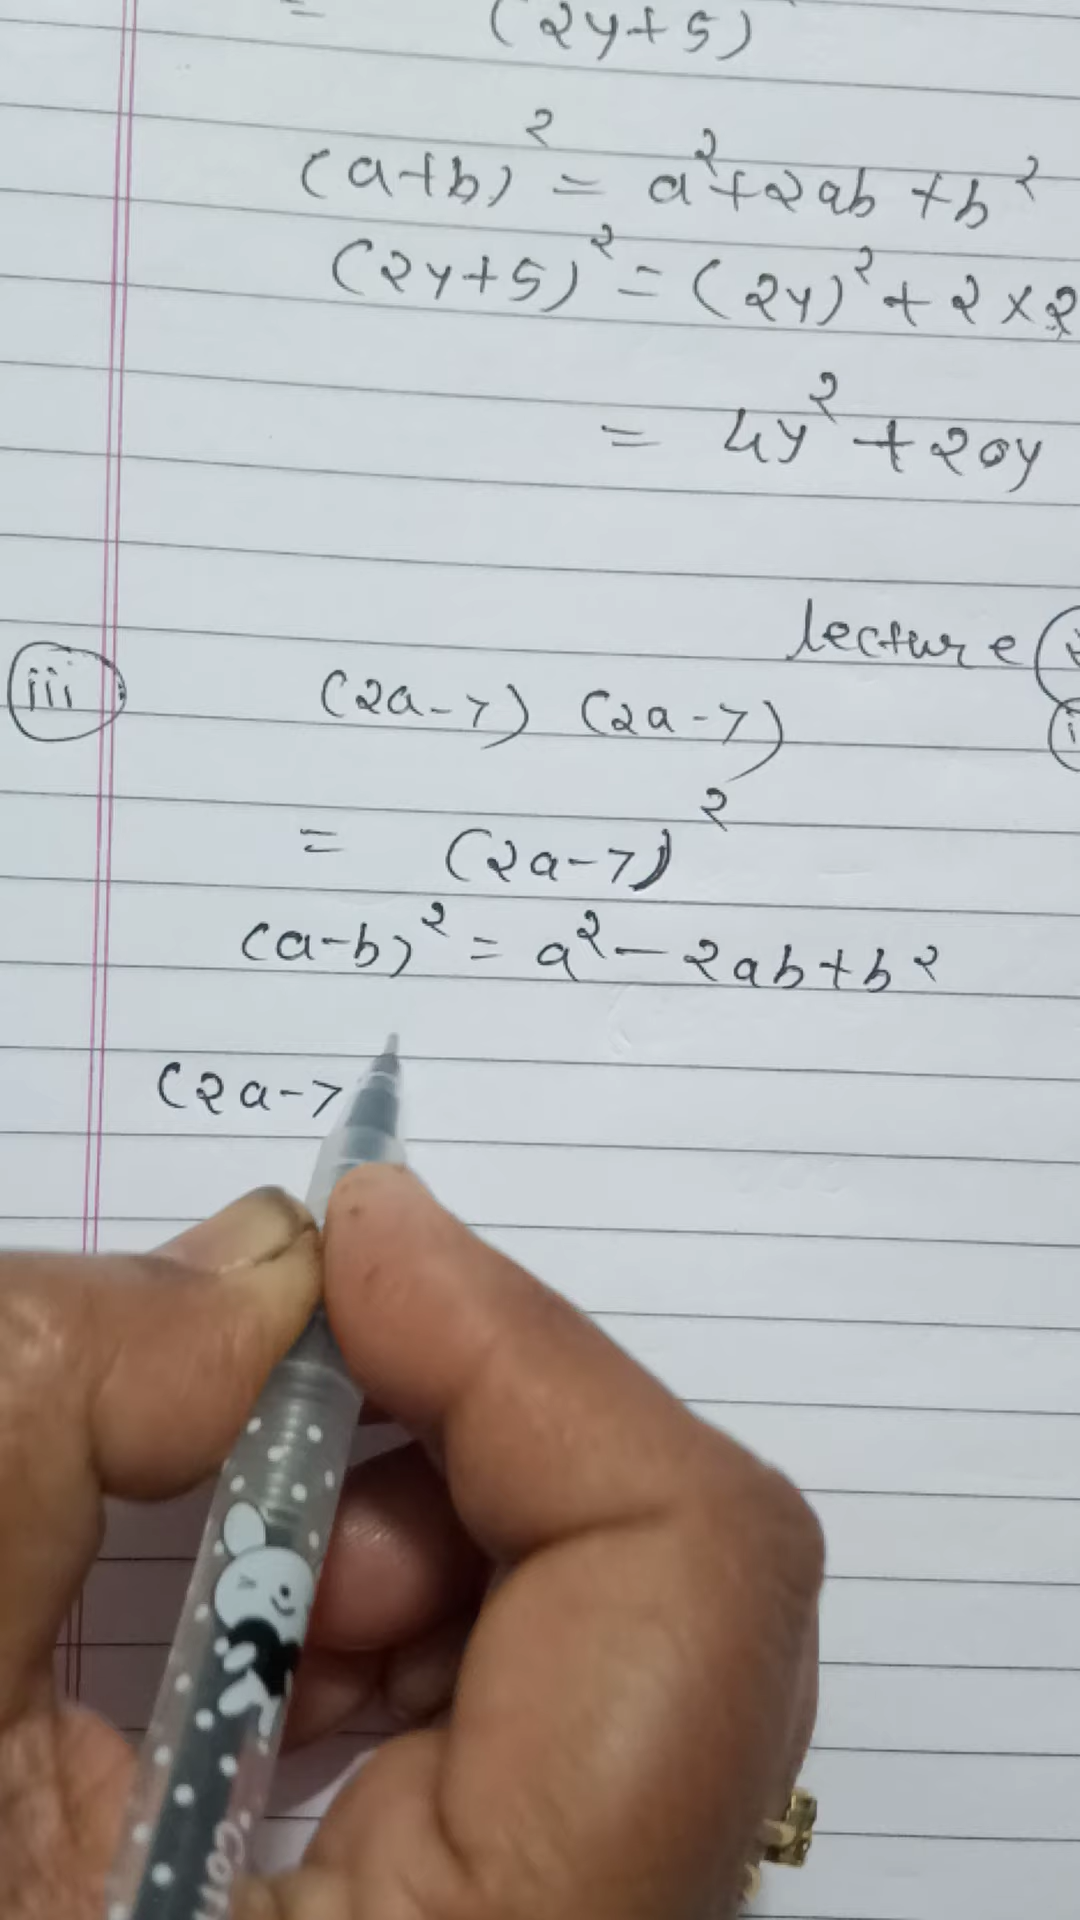 = (2y+5)
(a+b)² = a²+2ab+b²
(2y+5)² = (2y)²+2×2
= 4y²+20y
lecture
iii (2a-7) (2a-7)
= (2a-7)²
(a-b)² = a²-2ab+b²
(2a-7